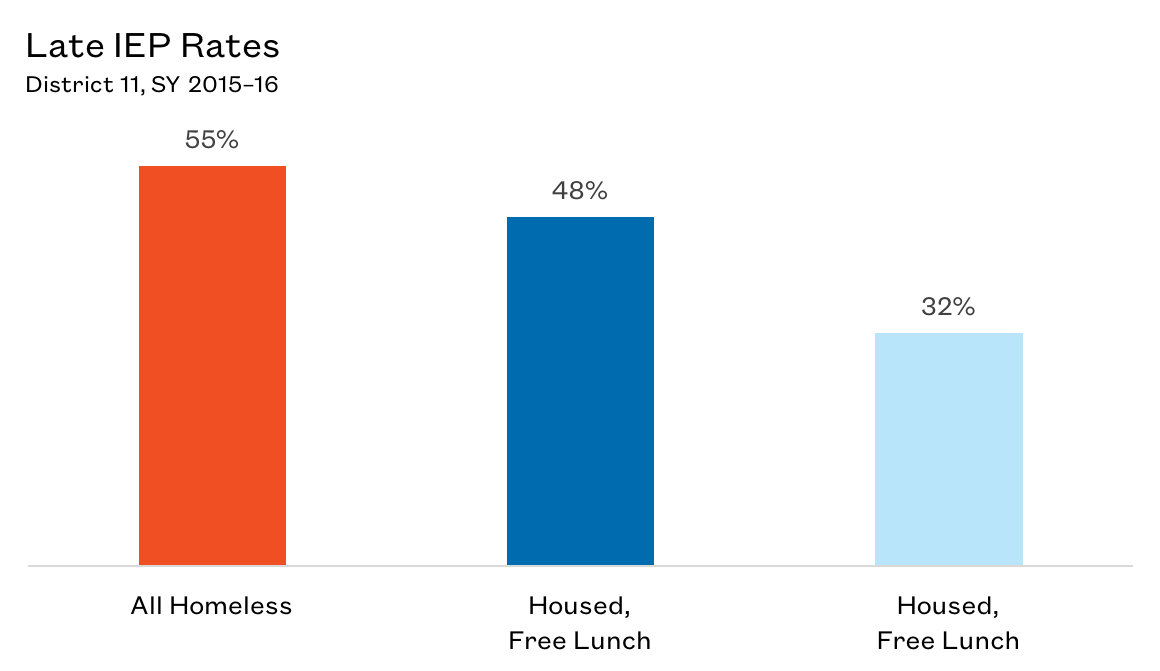 Late IEP Rates
District 11, SY 2015–16
55%
48%
32%
All Homeless
Housed,
Free Lunch
Housed,
Free Lunch